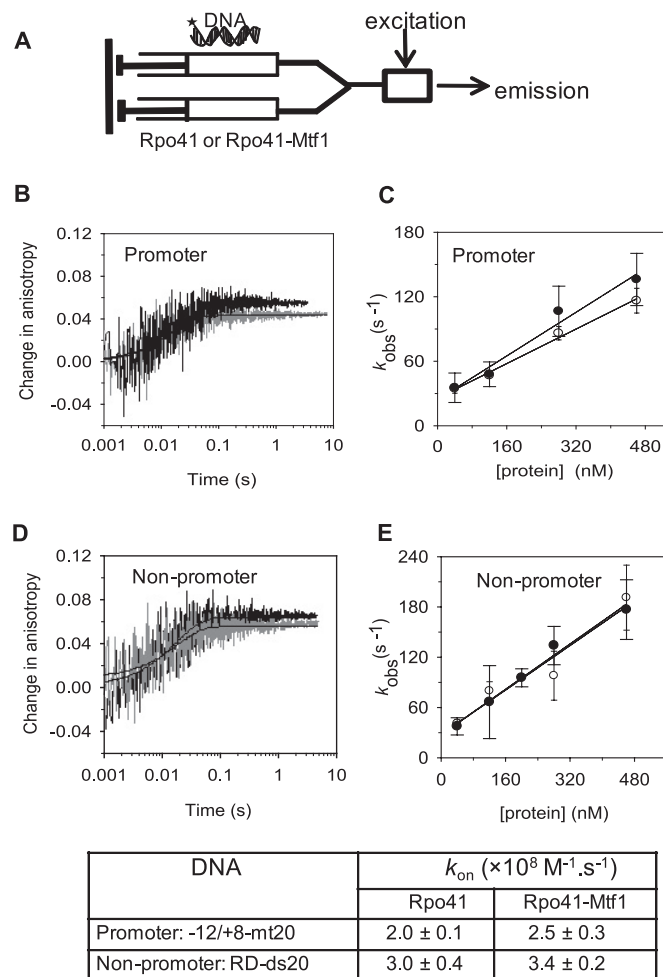 A
★ DNA
excitation
emission
Rpo41 or Rpo41-Mtf1
B
C
Change in anisotropy
0.12
0.08
0.04
0.00
-0.04
Promoter
0.001
0.01
0.1
1
10
Time (s)
kobs(s⁻¹)
180
120
60
0
Promoter
0
160
320
480
[protein] (nM)
D
E
Change in anisotropy
0.12
0.08
0.04
0.00
-0.04
Non-promoter
0.001
0.01
0.1
1
10
Time (s)
kobs(s⁻¹)
240
180
120
60
0
Non-promoter
0
160
320
480
[protein] (nM)
DNA kon (×10⁸ M⁻¹.s⁻¹)
Rpo41 Rpo41-Mtf1
Promoter: -12/+8-mt20 2.0 ± 0.1 2.5 ± 0.3
Non-promoter: RD-ds20 3.0 ± 0.4 3.4 ± 0.2